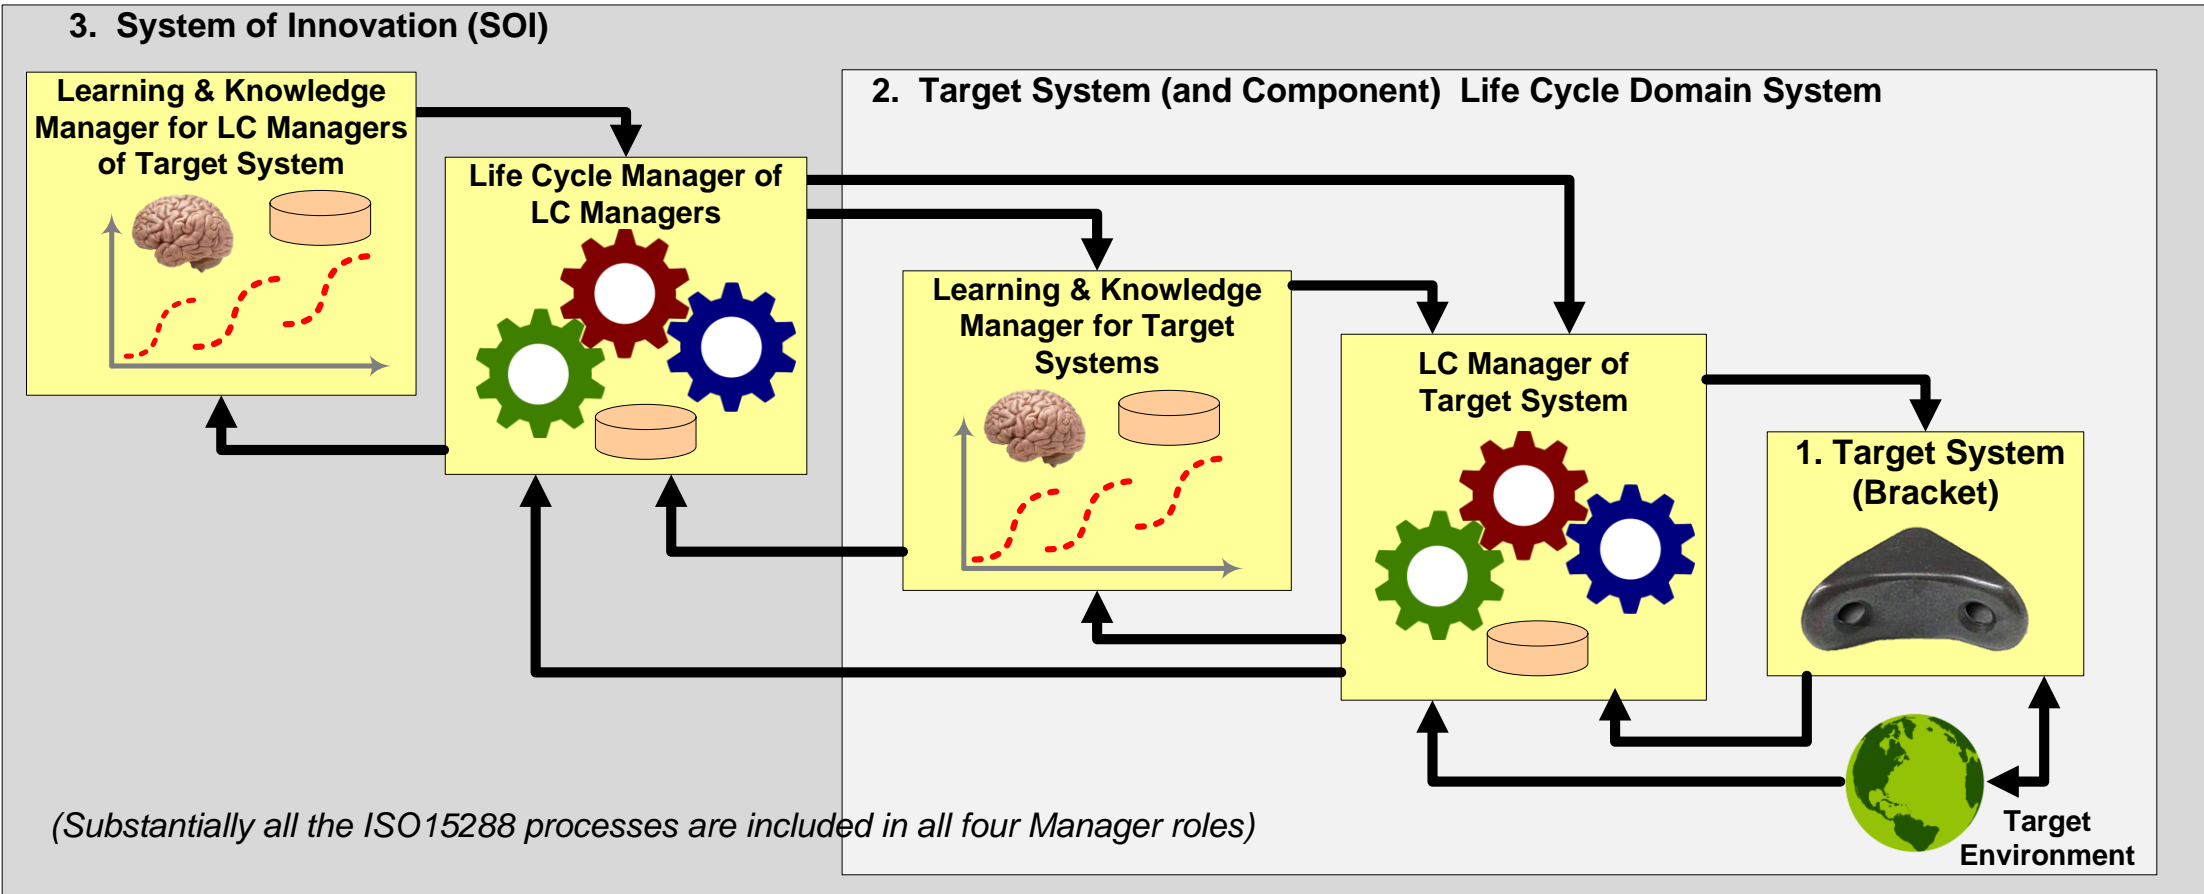 3. System of Innovation (SOI)
Learning & Knowledge
Manager for LC Managers
of Target System
2. Target System (and Component) Life Cycle Domain System
Life Cycle Manager of
LC Managers
Learning & Knowledge
Manager for Target
Systems
LC Manager of
Target System
1. Target System
(Bracket)
(Substantially all the ISO15288 processes are included in all four Manager roles)
Target
Environment